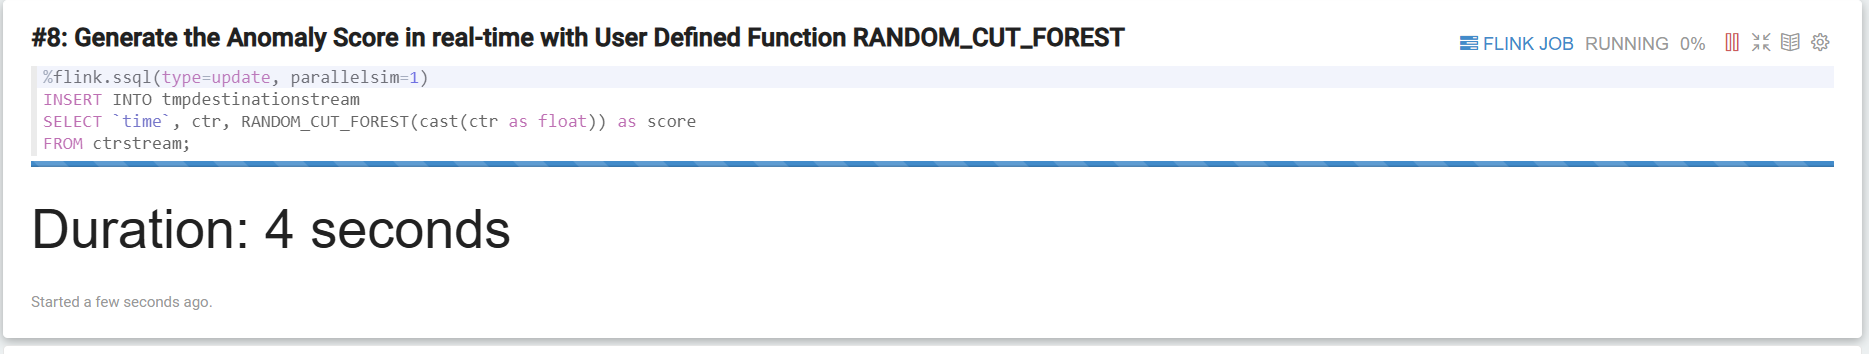 #8: Generate the Anomaly Score in real-time with User Defined Function RANDOM_CUT_FOREST
FLINK JOB RUNNING 0%
%flink.ssql(type=update, parallelsim=1)
INSERT INTO tmpdestinationstream
SELECT `time`, ctr, RANDOM_CUT_FOREST(cast(ctr as float)) as score
FROM ctrstream;
Duration: 4 seconds
Started a few seconds ago.